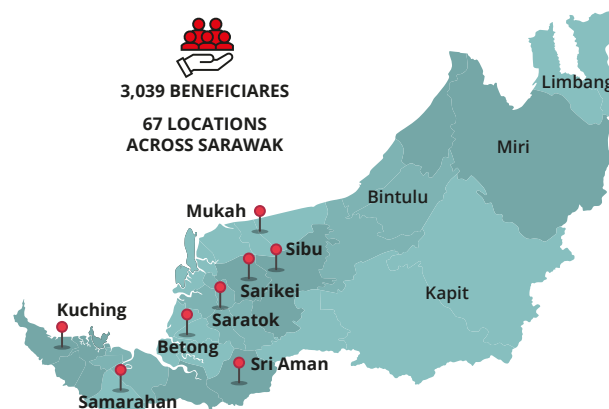 3,039 BENEFICIARES
67 LOCATIONS
ACROSS SARAWAK
Limbang
Miri
Bintulu
Mukah
Sibu
Sarikei
Kapit
Kuching
Saratok
Betong
Sri Aman
Samarahan